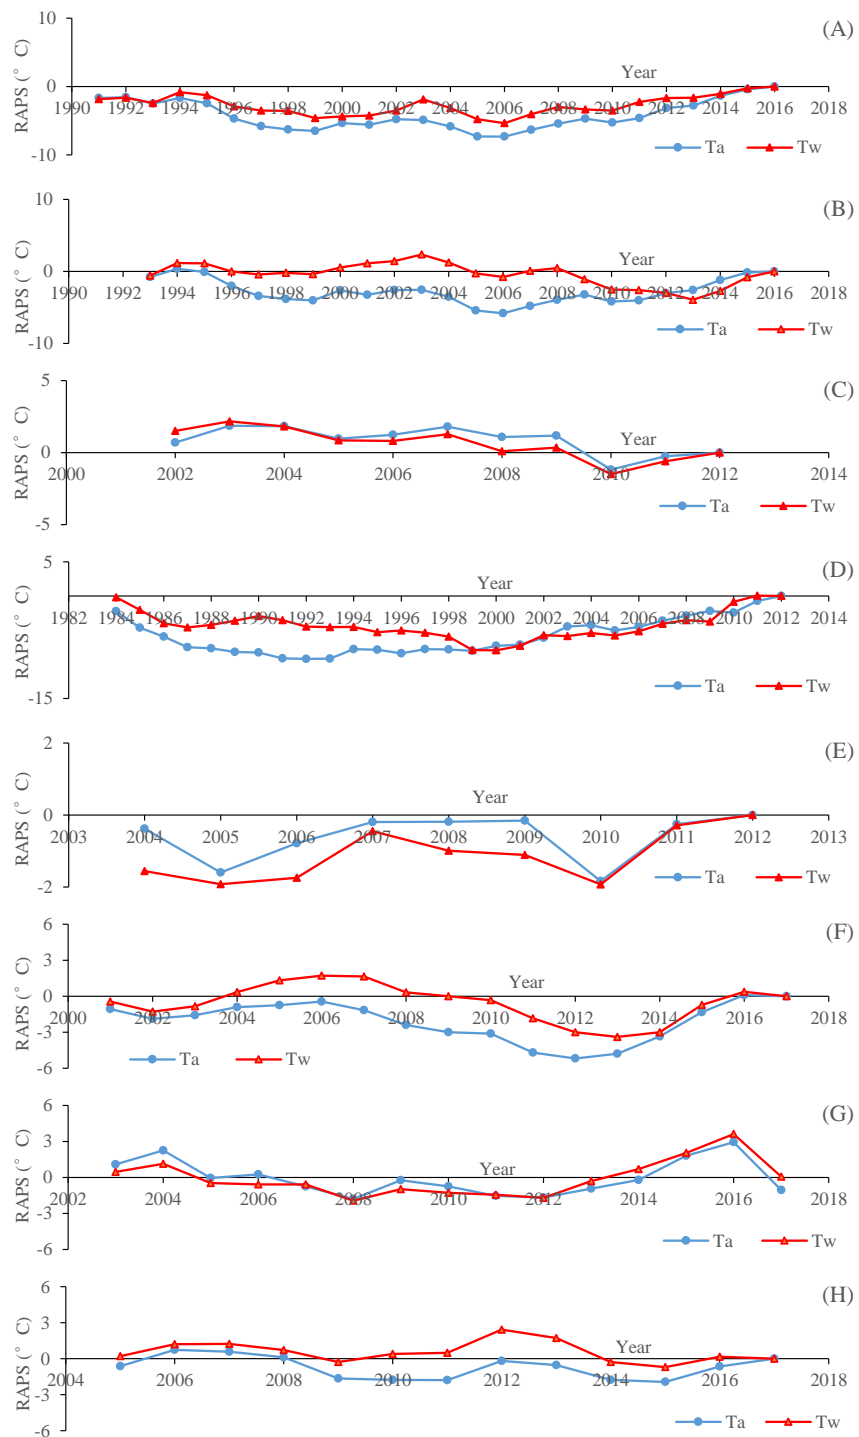 (A)
10
0
-10
RAPS (° C)
Year
1990 1992 1994 1996 1998 2000 2002 2004 2006 2008 2010 2012 2014 2016 2018
Ta Tw
(B)
10
0
-10
RAPS (° C)
Year
1990 1992 1994 1996 1998 2000 2002 2004 2006 2008 2010 2012 2014 2016 2018
Ta Tw
(C)
5
0
-5
RAPS (° C)
Year
2000 2002 2004 2006 2008 2010 2012 2014
Ta Tw
(D)
5
-15
RAPS (° C)
Year
1982 1984 1986 1988 1990 1992 1994 1996 1998 2000 2002 2004 2006 2008 2010 2012 2014
Ta Tw
(E)
2
0
-2
RAPS (° C)
Year
2003 2004 2005 2006 2007 2008 2009 2010 2011 2012 2013
Ta Tw
(F)
6
3
0
-3
-6
RAPS (° C)
Year
2000 2002 2004 2006 2008 2010 2012 2014 2016 2018
Ta Tw
(G)
6
3
0
-3
-6
RAPS (° C)
Year
2002 2004 2006 2008 2010 2012 2014 2016 2018
Ta Tw
(H)
6
3
0
-3
-6
RAPS (° C)
Year
2004 2006 2008 2010 2012 2014 2016 2018
Ta Tw